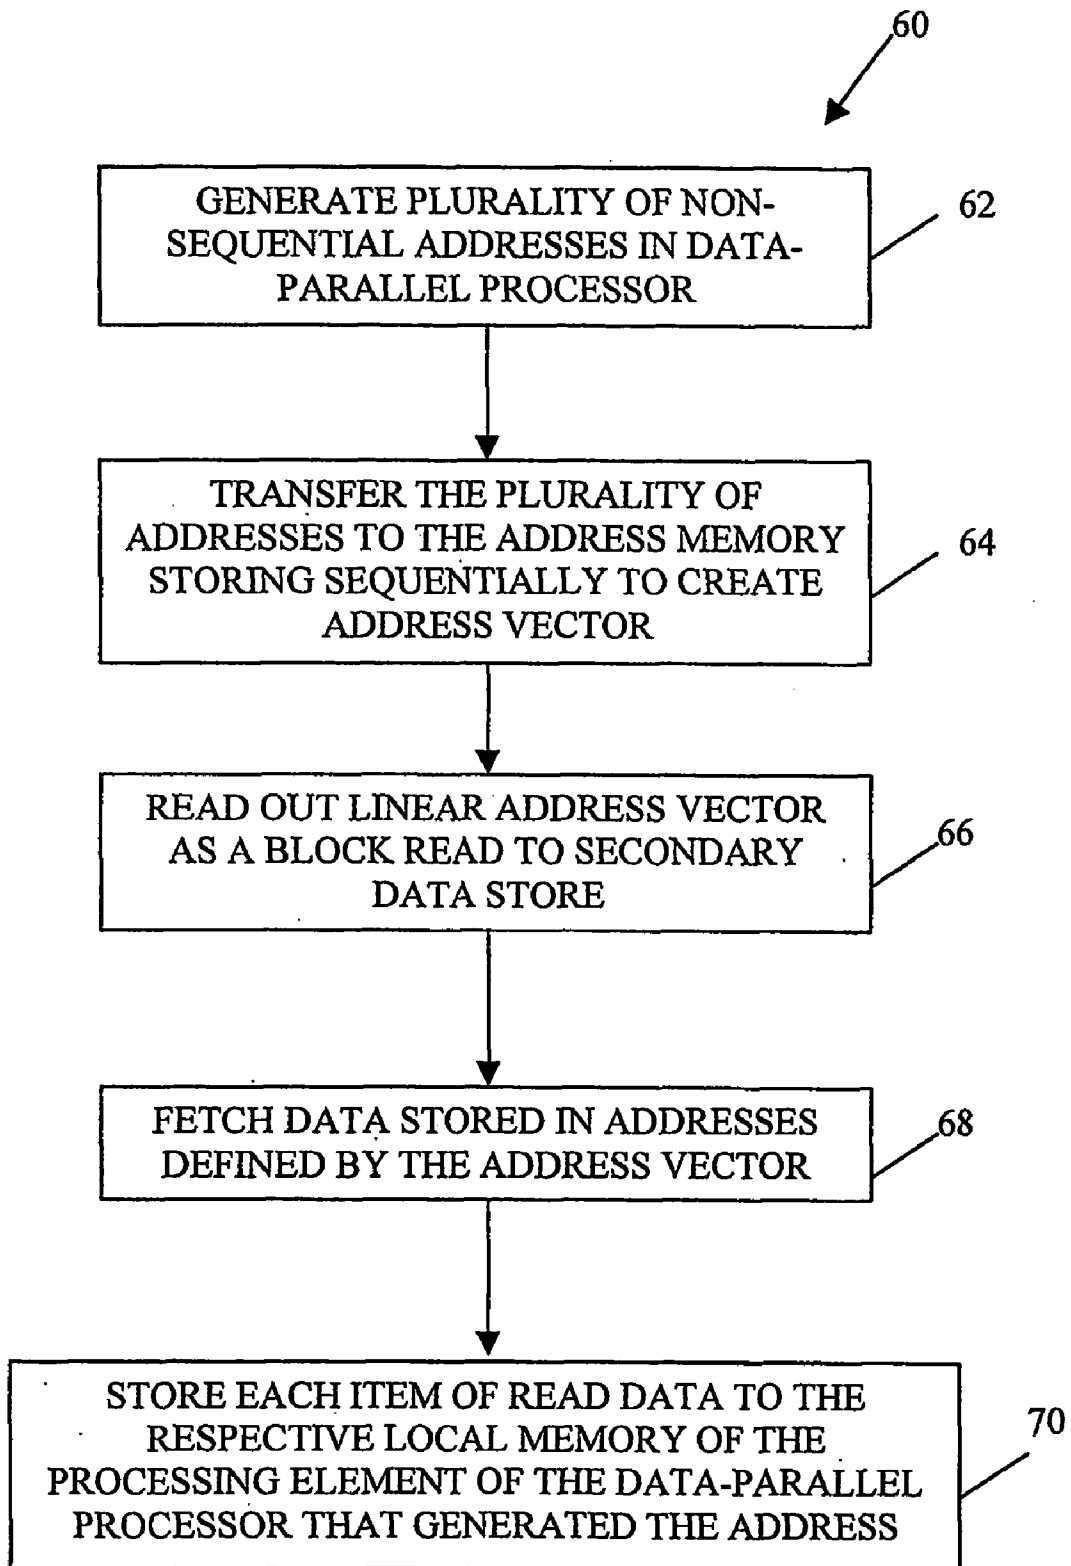 60
GENERATE PLURALITY OF NON-
SEQUENTIAL ADDRESSES IN DATA-
PARALLEL PROCESSOR
62
TRANSFER THE PLURALITY OF
ADDRESSES TO THE ADDRESS MEMORY
STORING SEQUENTIALLY TO CREATE
ADDRESS VECTOR
64
READ OUT LINEAR ADDRESS VECTOR
AS A BLOCK READ TO SECONDARY
DATA STORE
66
FETCH DATA STORED IN ADDRESSES
DEFINED BY THE ADDRESS VECTOR
68
STORE EACH ITEM OF READ DATA TO THE
RESPECTIVE LOCAL MEMORY OF THE
PROCESSING ELEMENT OF THE DATA-PARALLEL
PROCESSOR THAT GENERATED THE ADDRESS
70